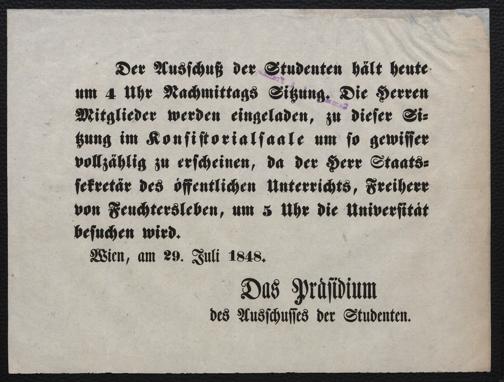 Der Ausschuß der Studenten hält heute
um 4 Uhr Nachmittags Sitzung. Die Herren
Mitglieder werden eingeladen, zu dieser Si-
tzung im Konsistorialsaale um so gewisser
vollzählig zu erscheinen, da der Herr Staats-
sekretär des öffentlichen Unterrichts, Freiherr
von Feuchtersleben, um 5 Uhr die Universität
besuchen wird.
Wien, am 29. Juli 1848.
Das Präsidium
des Ausschusses der Studenten.